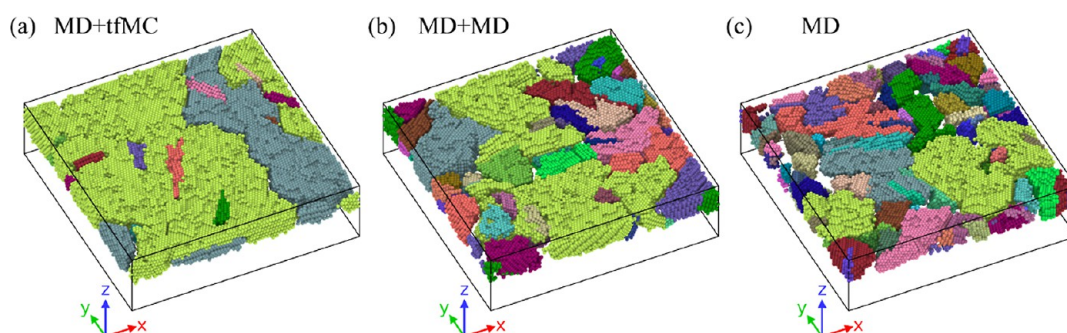 (a) MD+tfMC (b) MD+MD (c) MD
z z z
y y y
x x x